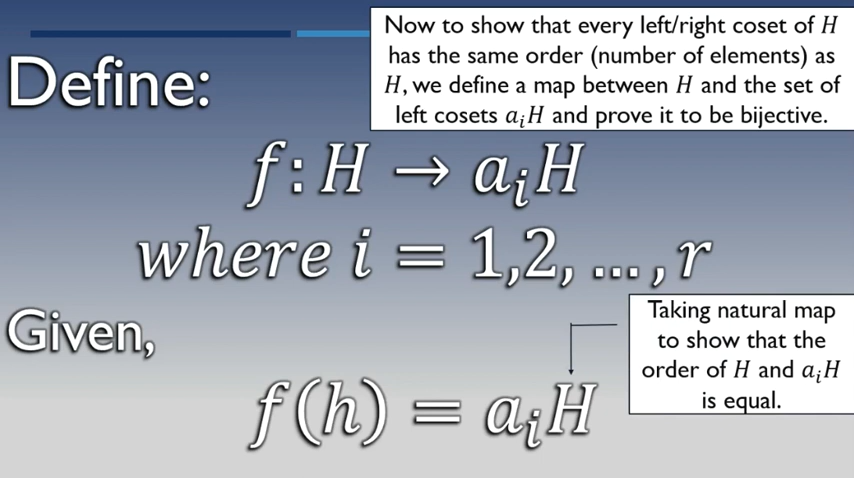 Now to show that every left/right coset of H
has the same order (number of elements) as
H, we define a map between H and the set of
left cosets aᵢH and prove it to be bijective.
Define:
f: H → aᵢH
where i = 1,2, … , r
Given,
Taking natural map
to show that the
order of H and aᵢH
is equal.
f(h) = aᵢH